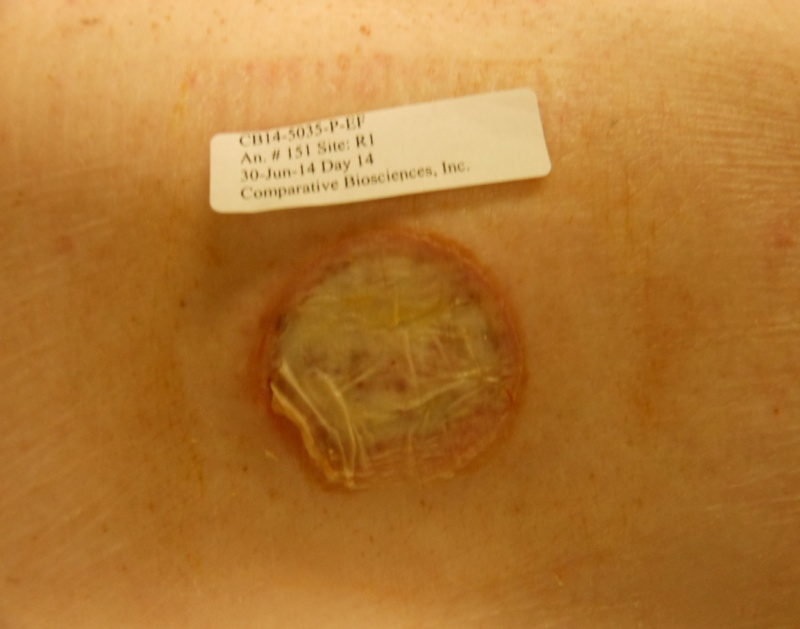 CB14-5035-P-EF
An. # 151 Site: R1
30-Jun-14 Day 14
Comparative Biosciences, Inc.